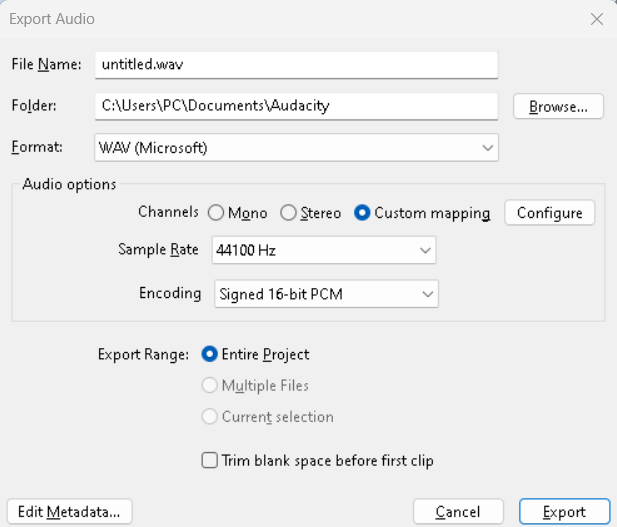 Export Audio
File Name: untitled.wav
Folder: C:\Users\PC\Documents\Audacity Browse...
Format: WAV (Microsoft)
Audio options
Channels Mono Stereo Custom mapping Configure
Sample Rate 44100 Hz
Encoding Signed 16-bit PCM
Export Range: Entire Project
Multiple Files
Current selection
Trim blank space before first clip
Edit Metadata... Cancel Export